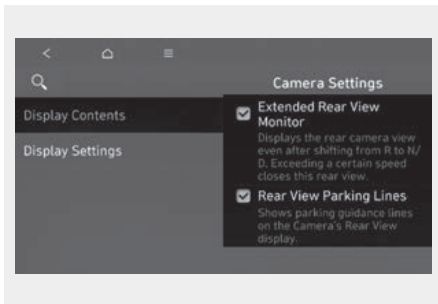 Camera Settings
Display Contents
Display Settings
Extended Rear View
Monitor
Displays the rear camera view
even after shifting from R to N/
D. Exceeding a certain speed
closes this rear view.
Rear View Parking Lines
Shows parking guidance lines
on the Camera's Rear View
display.